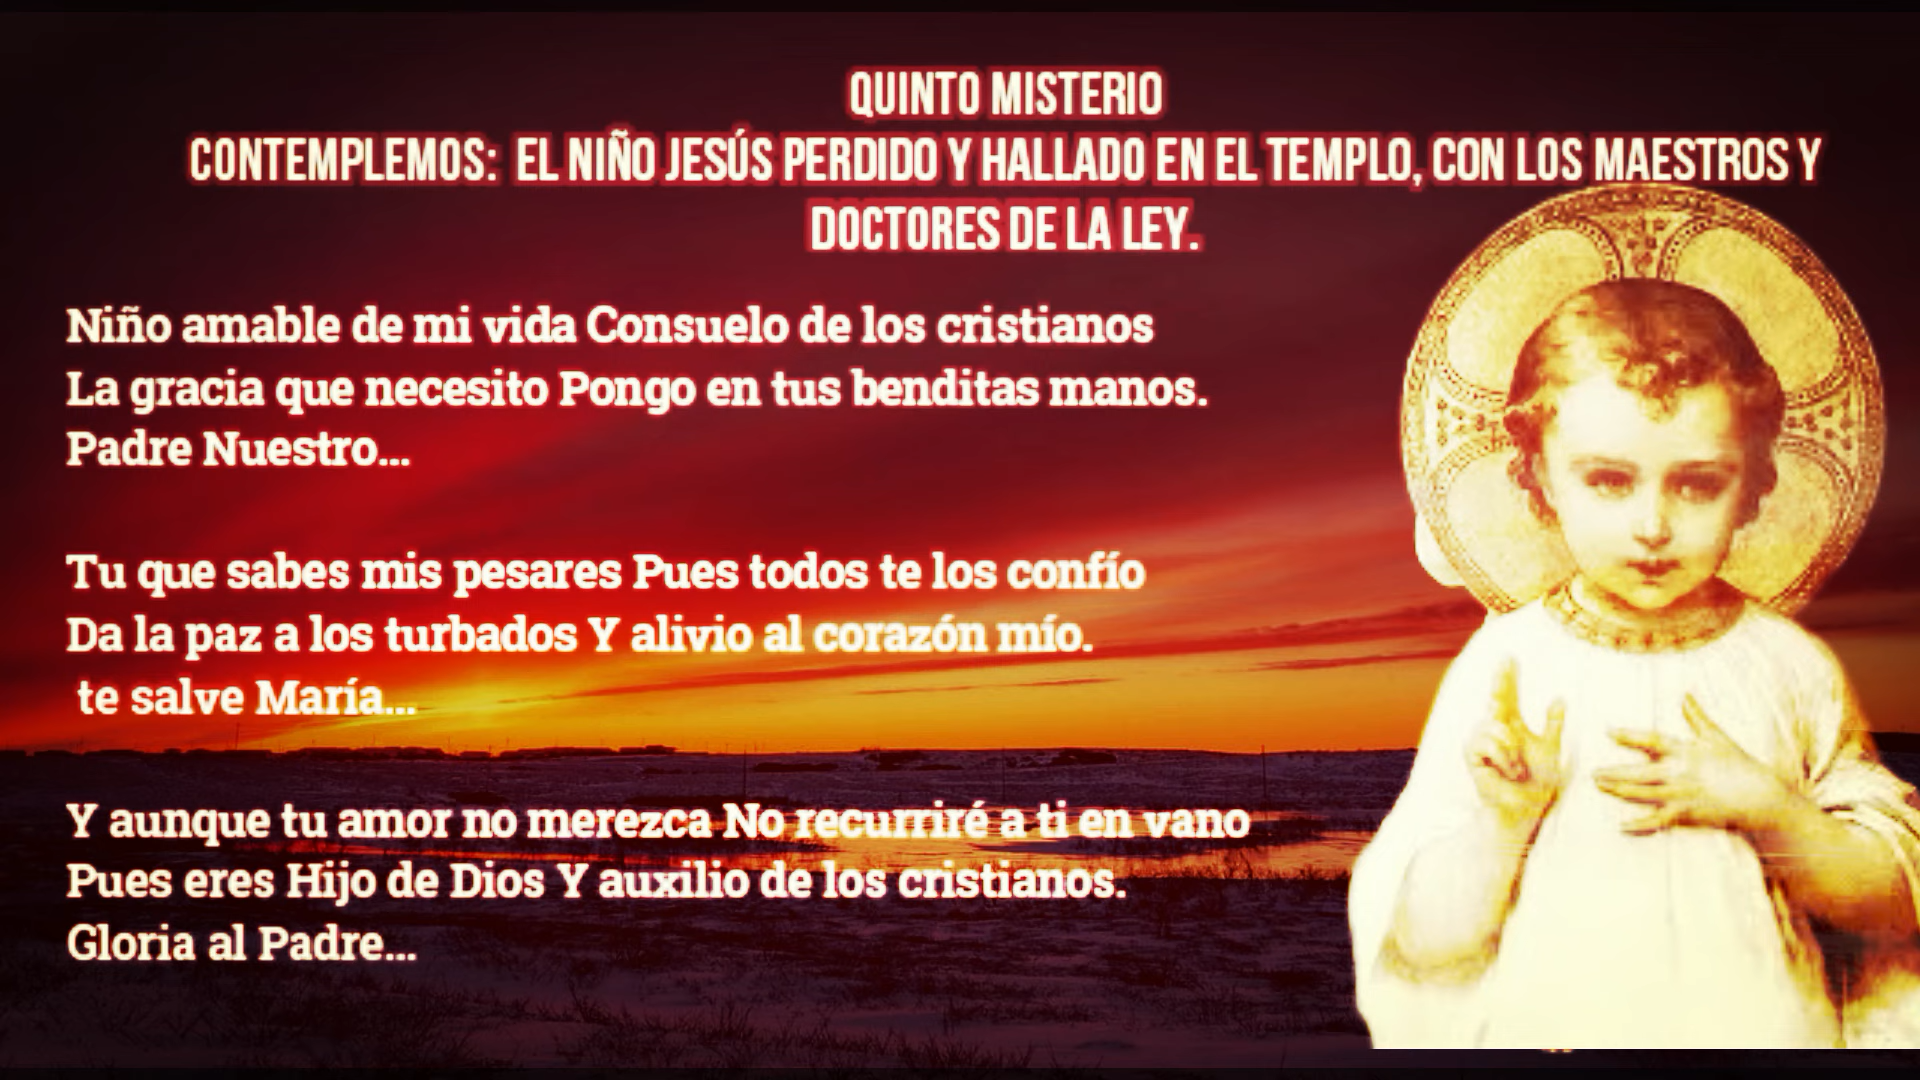 QUINTO MISTERIO
CONTEMPLEMOS: EL NIÑO JESÚS PERDIDO Y HALLADO EN EL TEMPLO, CON LOS MAESTROS Y
DOCTORES DE LA LEY.
Niño amable de mi vida Consuelo de los cristianos
La gracia que necesito Pongo en tus benditas manos.
Padre Nuestro...
Tu que sabes mis pesares Pues todos te los confío
Da la paz a los turbados Y alivio al corazón mío.
te salve María...
Y aunque tu amor no merezca No recurriré a ti en vano
Pues eres Hijo de Dios Y auxilio de los cristianos.
Gloria al Padre...